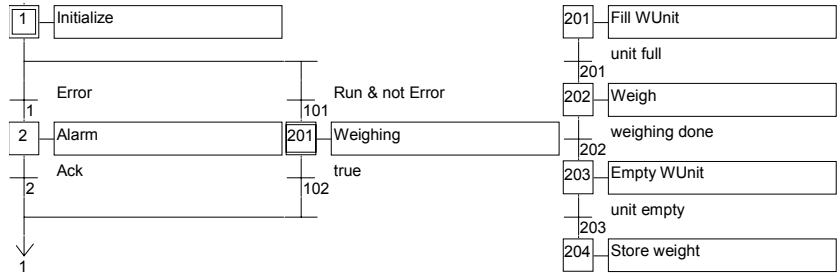 1 Initialize
Error
1
Run & not Error
101
2 Alarm
201 Weighing
Ack
2
true
102
1
201 Fill WUnit
unit full
201
202 Weigh
weighing done
202
203 Empty WUnit
unit empty
203
204 Store weight